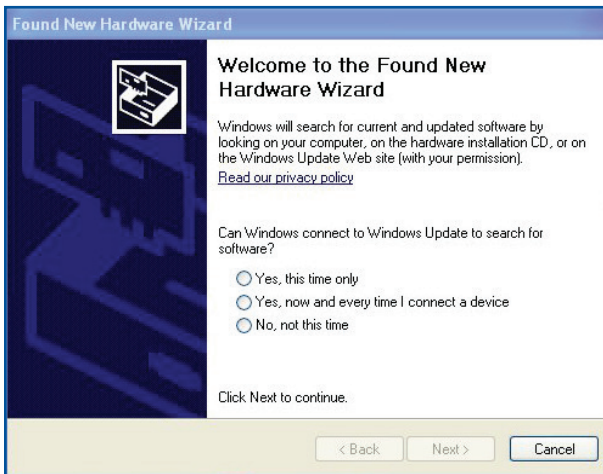 Found New Hardware Wizard
Welcome to the Found New
Hardware Wizard
Windows will search for current and updated software by
looking on your computer, on the hardware installation CD, or on
the Windows Update Web site (with your permission).
Read our privacy policy
Can Windows connect to Windows Update to search for
software?
Yes, this time only
Yes, now and every time I connect a device
No, not this time
Click Next to continue.
< Back
Next >
Cancel